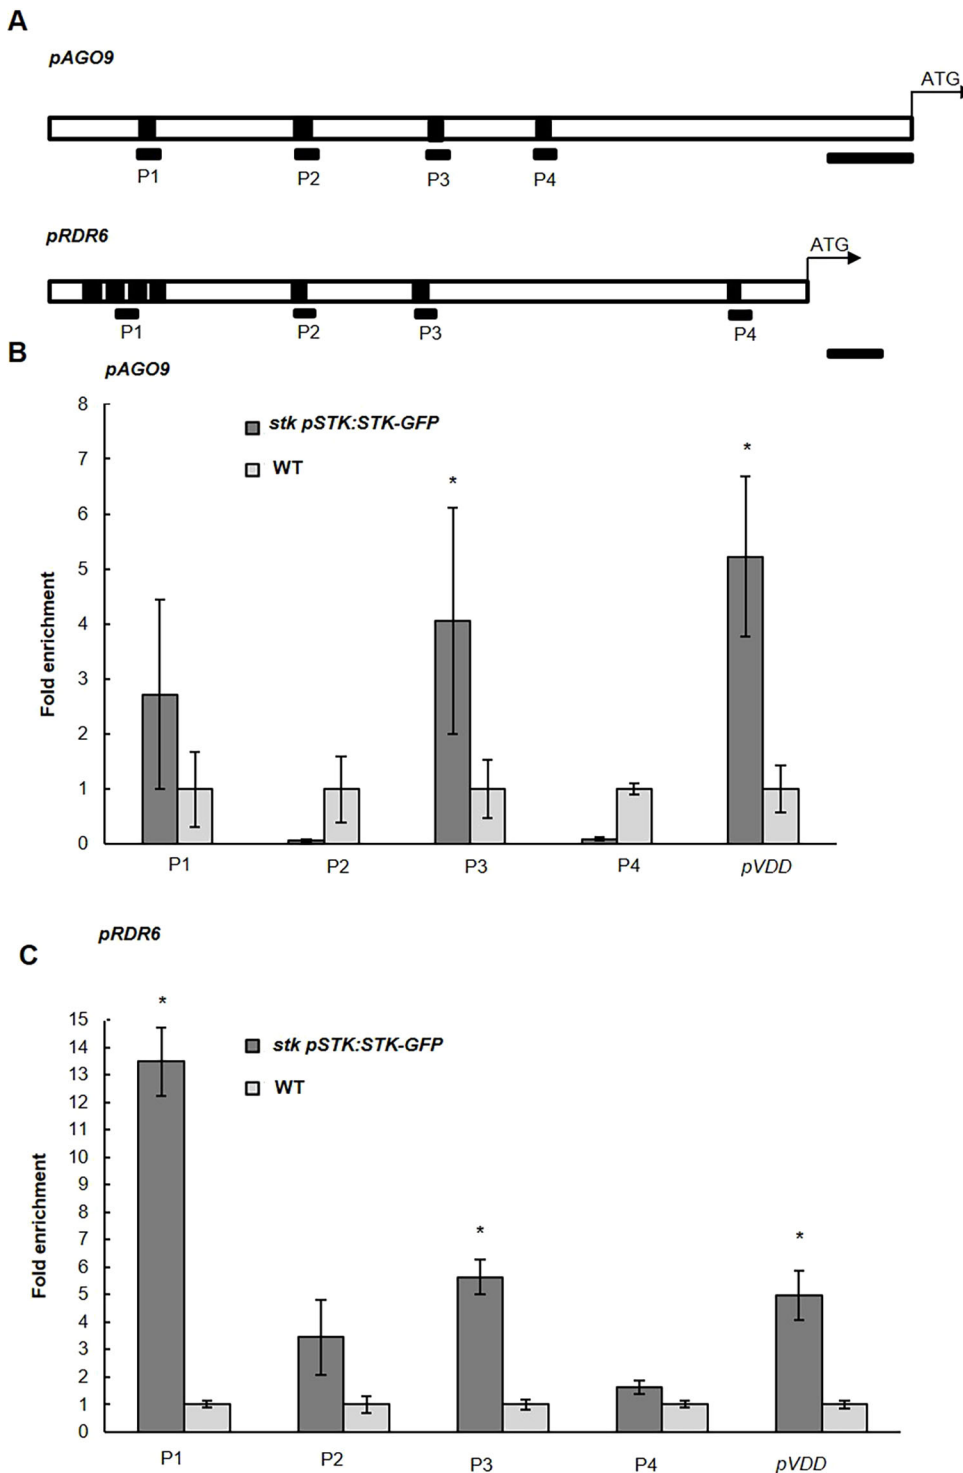 A
pAGO9
ATG
P1 P2 P3 P4
pRDR6
ATG
P1 P2 P3 P4
B
pAGO9
8
7
6
5
4
3
2
1
0
Fold enrichment
stk pSTK:STK-GFP
WT
*
*
P1 P2 P3 P4 pVDD
pRDR6
C
15
14
13
12
11
10
9
8
7
6
5
4
3
2
1
0
Fold enrichment
*
stk pSTK:STK-GFP
WT
*
*
P1 P2 P3 P4 pVDD